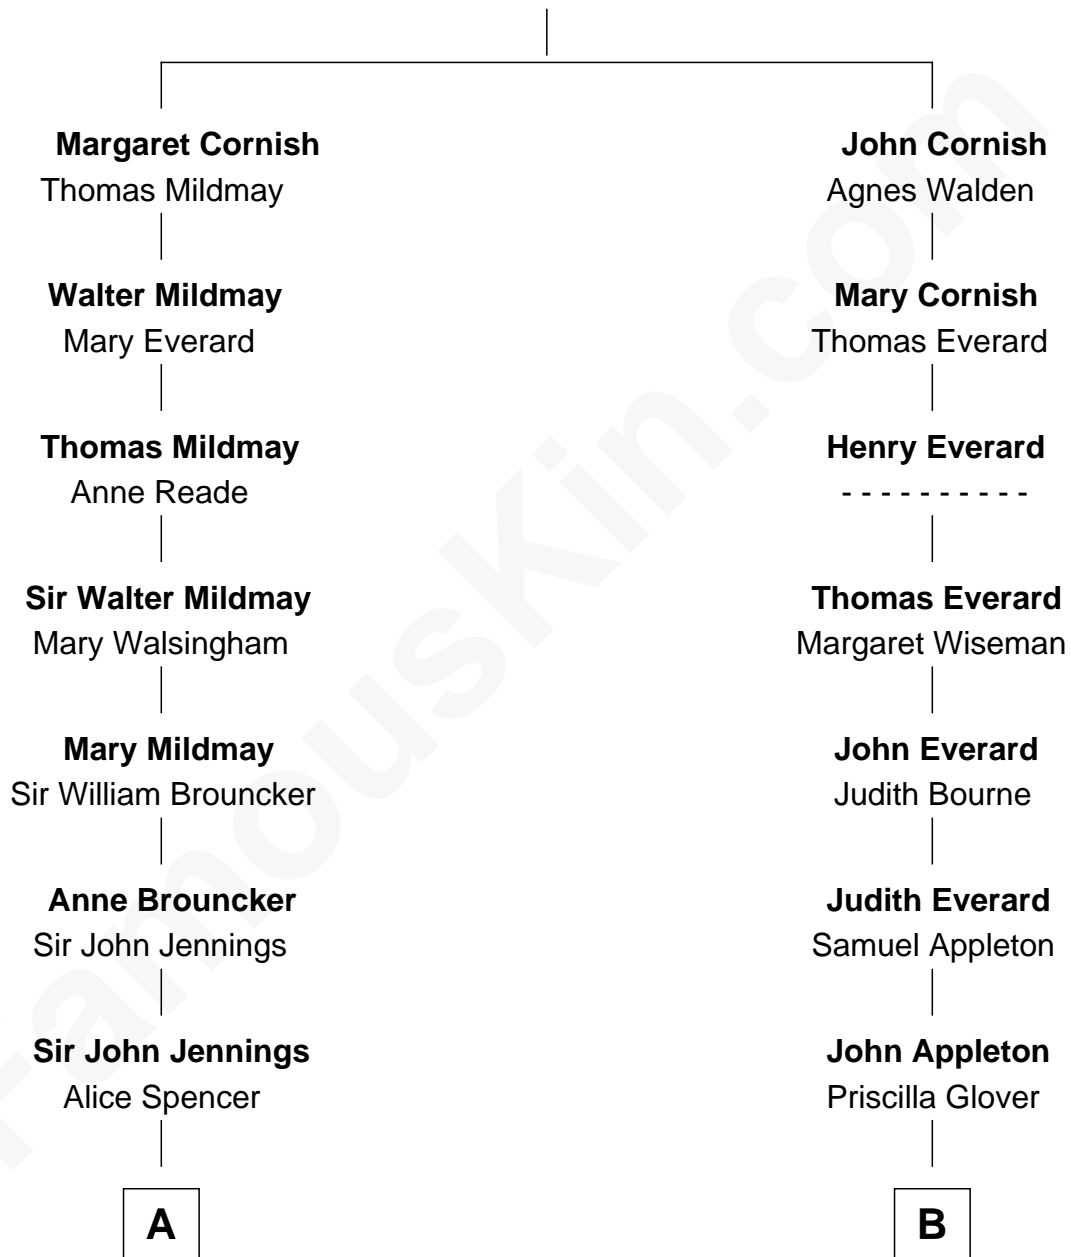 Margaret Cornish
Thomas Mildmay
Walter Mildmay
Mary Everard
Thomas Mildmay
Anne Reade
Sir Walter Mildmay
Mary Walsingham
Mary Mildmay
Sir William Brouncker
Anne Brouncker
Sir John Jennings
Sir John Jennings
Alice Spencer
A
John Cornish
Agnes Walden
Mary Cornish
Thomas Everard
Henry Everard
- - - - - - - - - -
Thomas Everard
Margaret Wiseman
John Everard
Judith Bourne
Judith Everard
Samuel Appleton
John Appleton
Priscilla Glover
B
FamousKin.com